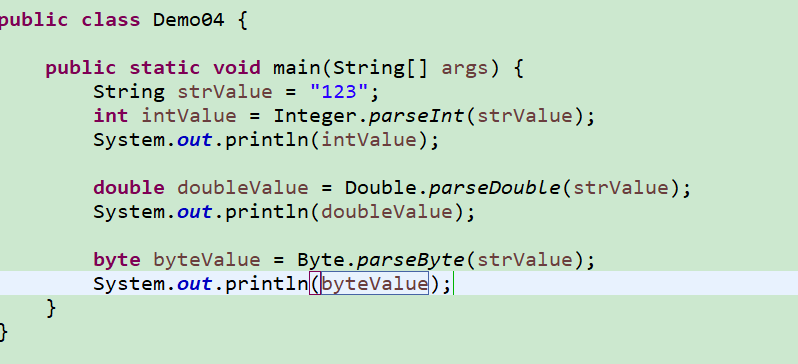 public class Demo04 {
public static void main(String[] args) {
String strValue = "123";
int intValue = Integer.parseInt(strValue);
System.out.println(intValue);
double doubleValue = Double.parseDouble(strValue);
System.out.println(doubleValue);
byte byteValue = Byte.parseByte(strValue);
System.out.println(byteValue);
}
}